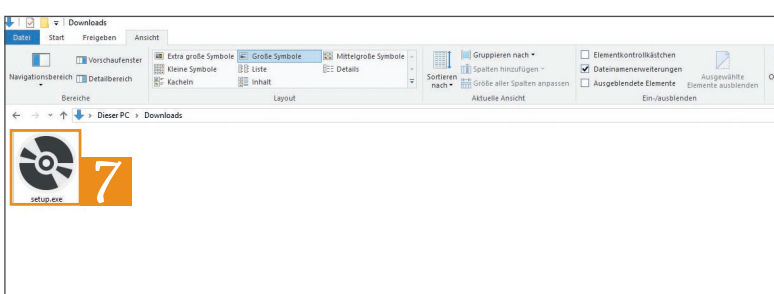 Downloads
Datei Start Freigeben Ansicht
Navigationsbereich
Vorschaufenster
Detailbereich
Bereiche
Extra große Symbole Große Symbole Mittelgroße Symbole
Kleine Symbole Liste Details
Kacheln Inhalt
Layout
Sortieren nach
Gruppieren nach
Spalten hinzufügen
Größe aller Spalten anpassen
Aktuelle Ansicht
Elementkontrollkästchen
Dateinamenerweiterungen
Ausgeblendete Elemente
Ausgewählte
Elemente ausblenden
Ein-/ausblenden
O
Dieser PC Downloads
7
setup.exe